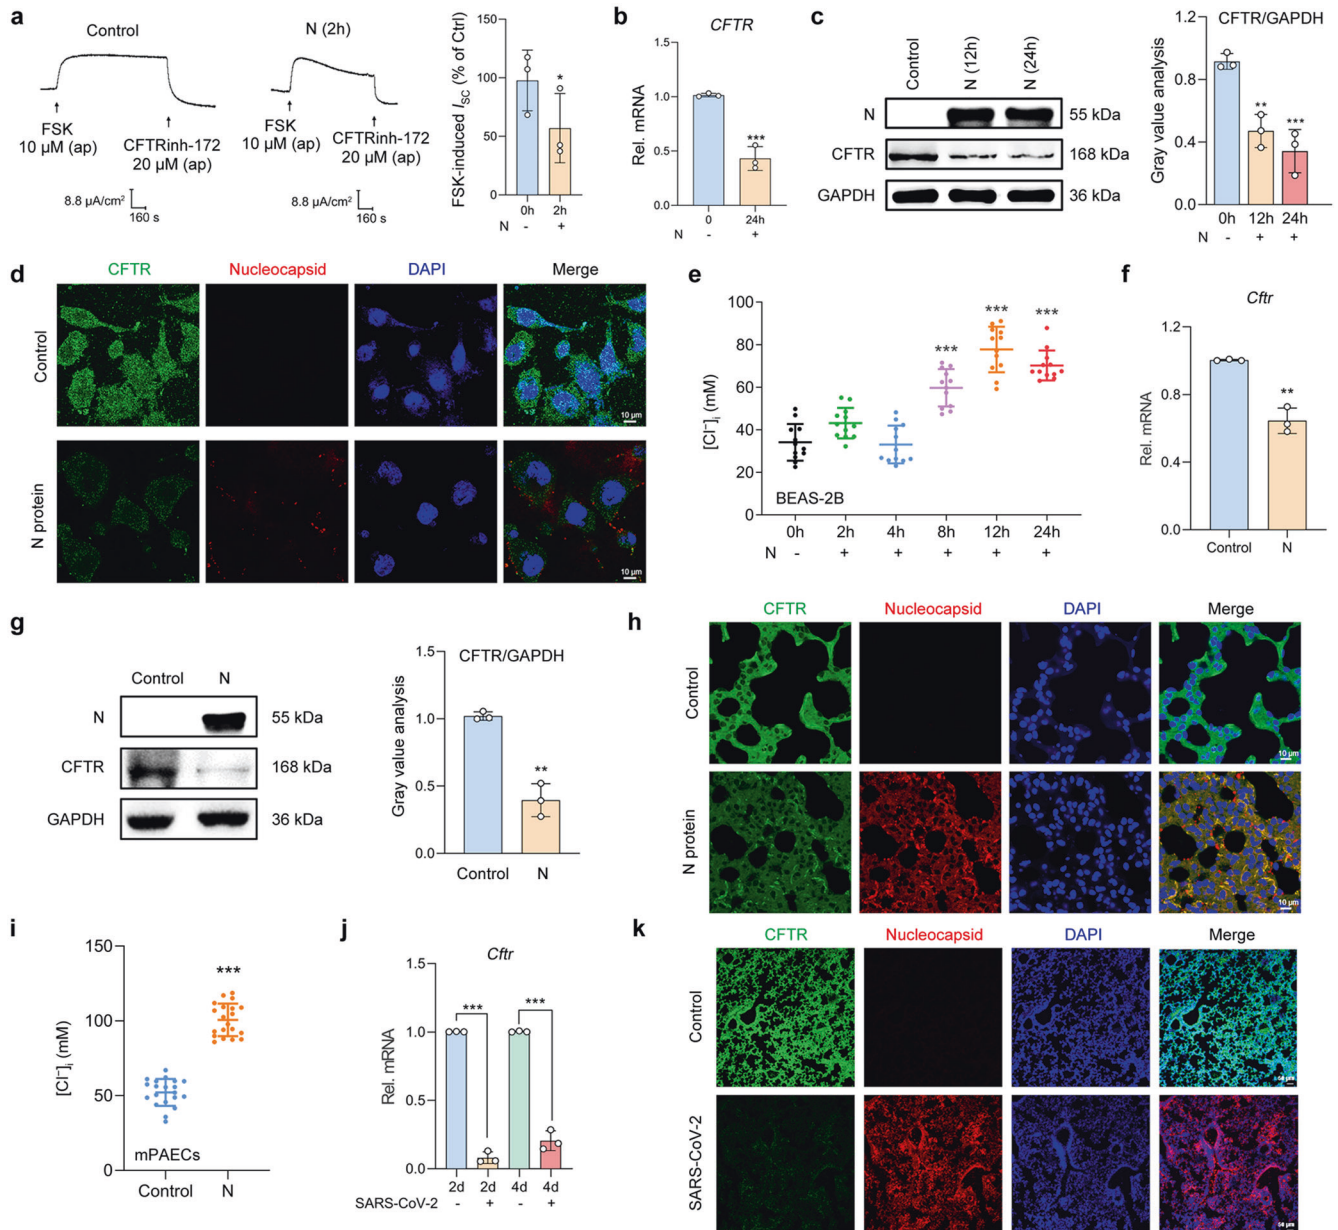 a
Control
N (2h)
FSK
10 µM (ap)
CFTRinh-172
20 µM (ap)
8.8 µA/cm²
160 s
FSK
10 µM (ap)
CFTRinh-172
20 µM (ap)
8.8 µA/cm²
160 s
FSK-induced ISC (% of Ctrl)
150
100
50
0
*
0h 2h
N - +
b
CFTR
Rel. mRNA
1.5
1.0
0.5
0.0
***
0 24h
N - +
c
Control
N (12h)
N (24h)
N 55 kDa
CFTR 168 kDa
GAPDH 36 kDa
CFTR/GAPDH
Gray value analysis
1.2
0.8
0.4
0.0
** ***
0h 12h 24h
N - + +
d
CFTR Nucleocapsid DAPI Merge
Control
10 µm
N protein
10 µm
e
[Cl⁻]i (mM)
100
80
60
40
20
0
*** *** ***
BEAS-2B
0h 2h 4h 8h 12h 24h
N - + + + + +
f
Cftr
Rel. mRNA
1.2
0.8
0.4
0.0
**
Control N
g
Control N
N 55 kDa
CFTR 168 kDa
GAPDH 36 kDa
CFTR/GAPDH
Gray value analysis
1.5
1.0
0.5
0.0
**
Control N
h
CFTR Nucleocapsid DAPI Merge
Control
10 µm
N protein
10 µm
i
[Cl⁻]i (mM)
150
100
50
0
***
mPAECs
Control N
j
Cftr
Rel. mRNA
1.5
1.0
0.5
0.0
*** ***
2d 2d 4d 4d
SARS-CoV-2 - + - +
k
CFTR Nucleocapsid DAPI Merge
Control
50 µm
SARS-CoV-2
50 µm